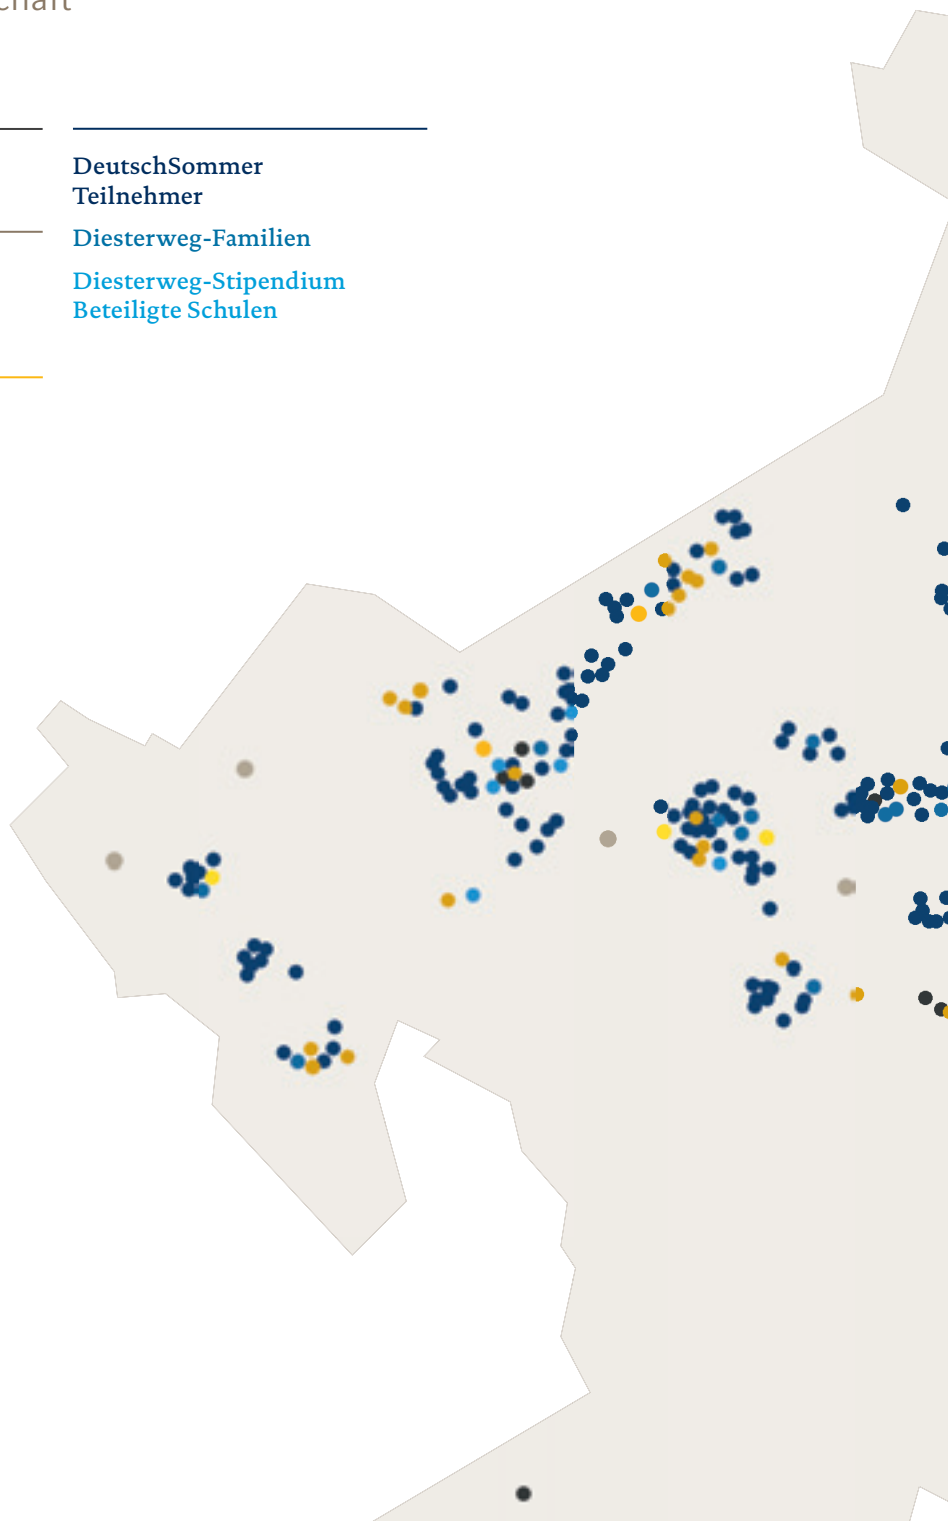 DeutschSommer
Teilnehmer
Diesterweg-Familien
Diesterweg-Stipendium
Beteiligte Schulen